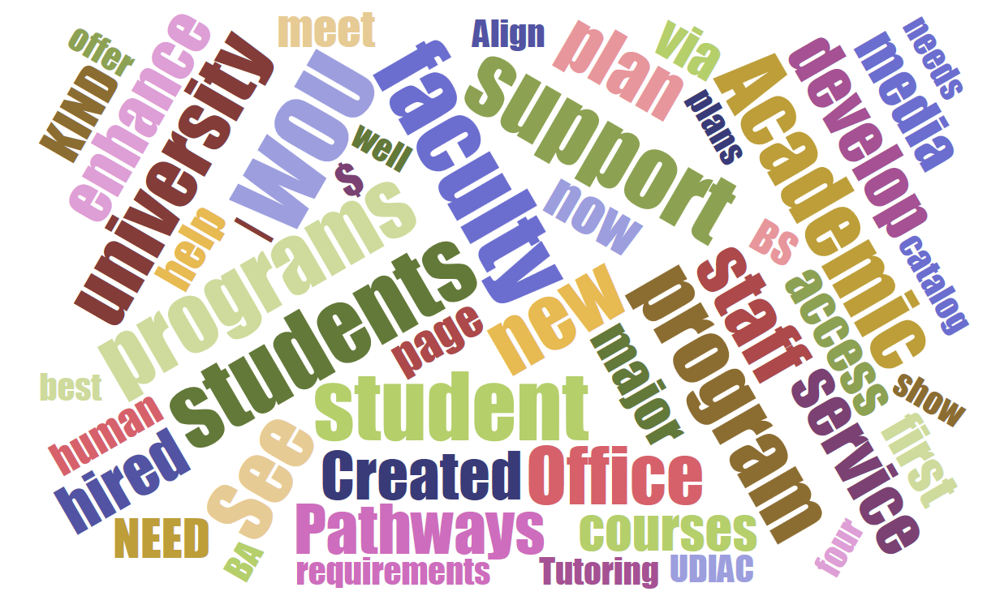 offer
KIND
enhance
university
meet
WOU
well
$
/
help
programs
faculty
Align
support
plan
via
plans
now
Academic
develop
media
needs
catalog
BS
access
staff
students
page
new
major
program
service
show
first
four
best
human
hired
See
NEED
BA
student
Created
Office
Pathways
courses
requirements
Tutoring
UDIAC